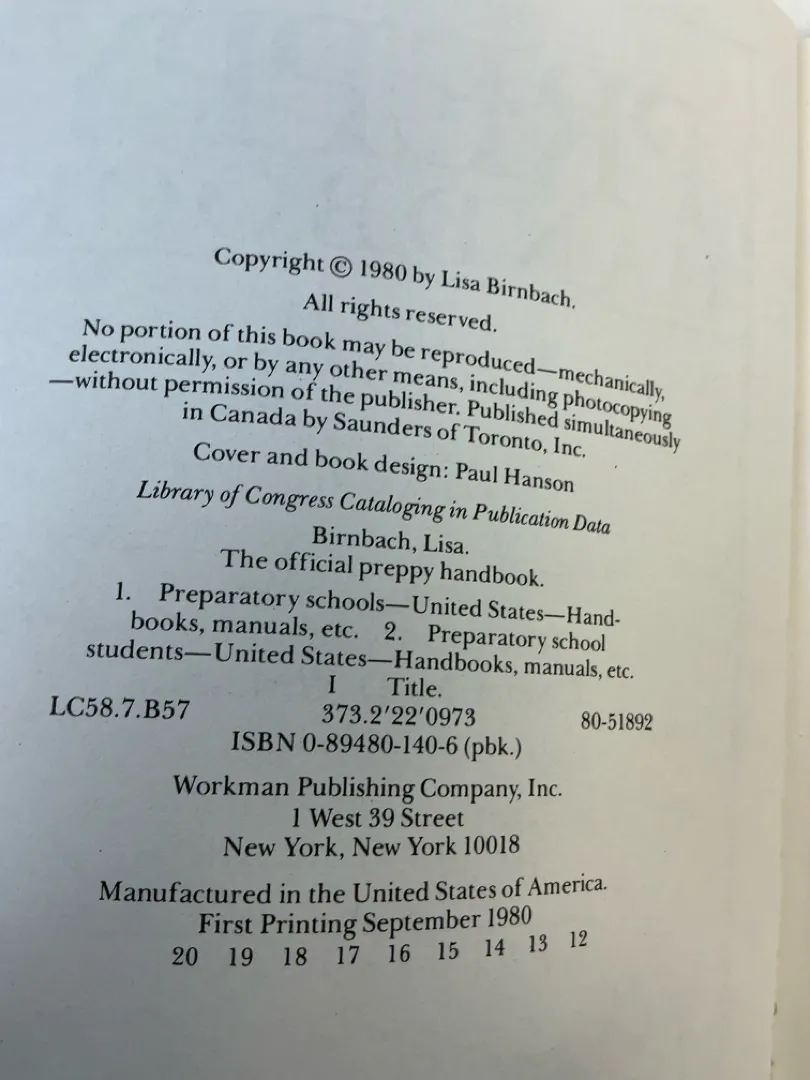 Copyright © 1980 by Lisa Birnbach.
All rights reserved.
No portion of this book may be reproduced—mechanically,
electronically, or by any other means, including photocopying
—without permission of the publisher. Published simultaneously
in Canada by Saunders of Toronto, Inc.
Cover and book design: Paul Hanson
Library of Congress Cataloging in Publication Data
Birnbach, Lisa.
The official preppy handbook.
1. Preparatory schools—United States—Hand-
books, manuals, etc. 2. Preparatory school
students—United States—Handbooks, manuals, etc.
I Title.
LC58.7.B57 373.2'22'0973 80-51892
ISBN 0-89480-140-6 (pbk.)
Workman Publishing Company, Inc.
1 West 39 Street
New York, New York 10018
Manufactured in the United States of America.
First Printing September 1980
20 19 18 17 16 15 14 13 12